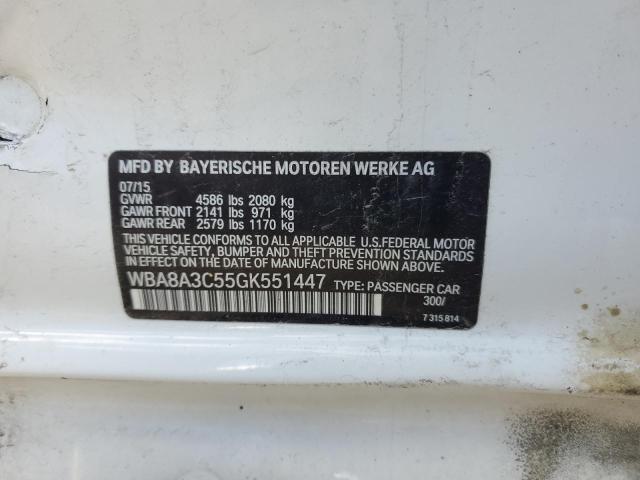 MFD BY BAYERISCHE MOTOREN WERKE AG
07/15
GVWR 4586 lbs 2080 kg
GAWR FRONT 2141 lbs 971 kg
GAWR REAR 2579 lbs 1170 kg
THIS VEHICLE CONFORMS TO ALL APPLICABLE U.S.FEDERAL MOTOR
VEHICLE SAFETY, BUMPER AND THEFT PREVENTION STANDARDS
IN EFFECT ON THE DATE OF MANUFACTURE SHOWN ABOVE.
WBA8A3C55GK551447 TYPE: PASSENGER CAR
300/
7 315 814